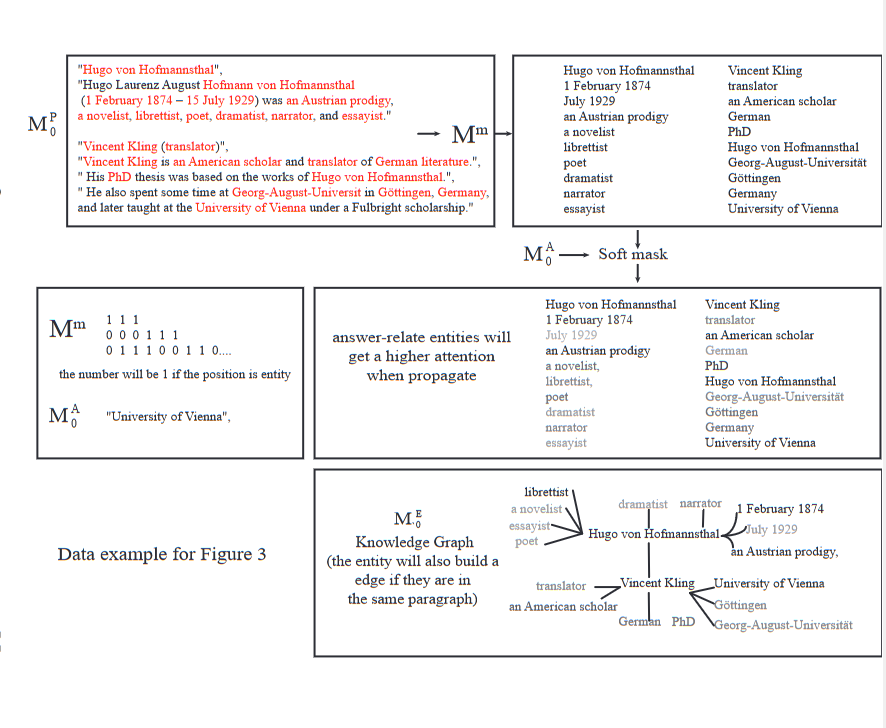 "Hugo von Hofmannsthal",
"Hugo Laurenz August Hofmann von Hofmannsthal
(1 February 1874 – 15 July 1929) was an Austrian prodigy,
a novelist, librettist, poet, dramatist, narrator, and essayist."
"Vincent Kling (translator)",
"Vincent Kling is an American scholar and translator of German literature.",
" His PhD thesis was based on the works of Hugo von Hofmannsthal.",
" He also spent some time at Georg-August-Universit in Göttingen, Germany,
and later taught at the University of Vienna under a Fulbright scholarship."
M P 0
M m
Hugo von Hofmannsthal
1 February 1874
July 1929
an Austrian prodigy
a novelist
librettist
poet
dramatist
narrator
essayist
Vincent Kling
translator
an American scholar
German
PhD
Hugo von Hofmannsthal
Georg-August-Universität
Göttingen
Germany
University of Vienna
M A 0
Soft mask
M m
1 1 1
0 0 0 1 1 1
0 1 1 1 0 0 1 1 0....
the number will be 1 if the position is entity
M A 0
"University of Vienna",
answer-relate entities will
get a higher attention
when propagate
Hugo von Hofmannsthal
1 February 1874
July 1929
an Austrian prodigy
a novelist,
librettist,
poet
dramatist
narrator
essayist
Vincent Kling
translator
an American scholar
German
PhD
Hugo von Hofmannsthal
Georg-August-Universität
Göttingen
Germany
University of Vienna
Data example for Figure 3
M E 0
Knowledge Graph
(the entity will also build a
edge if they are in
the same paragraph)
librettist
a novelist
essayist
poet
dramatist
narrator
Hugo von Hofmannsthal
1 February 1874
July 1929
an Austrian prodigy,
translator
an American scholar
Vincent Kling
German
PhD
University of Vienna
Göttingen
Georg-August-Universität